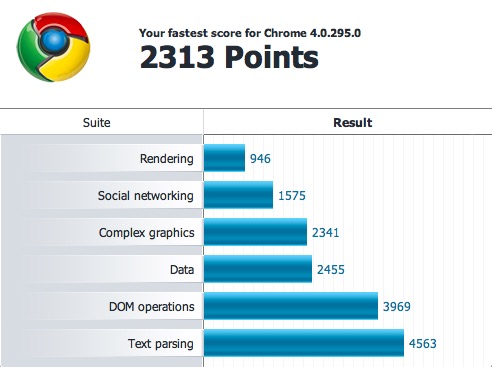 Your fastest score for Chrome 4.0.295.0
2313 Points
Suite Result
Rendering 946
Social networking 1575
Complex graphics 2341
Data 2455
DOM operations 3969
Text parsing 4563